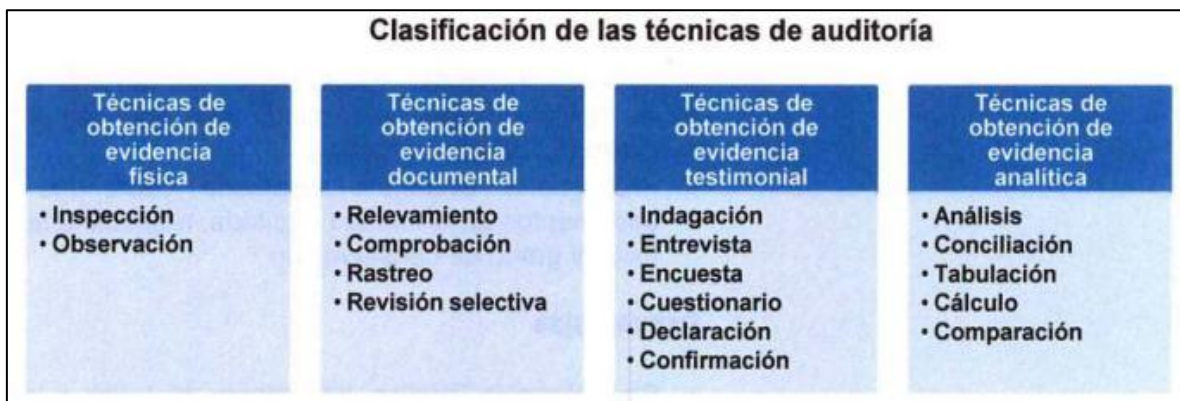 Clasificación de las técnicas de auditoría
Técnicas de
obtención de
evidencia
física
• Inspección
• Observación
Técnicas de
obtención de
evidencia
documental
• Relevamiento
• Comprobación
• Rastreo
• Revisión selectiva
Técnicas de
obtención de
evidencia
testimonial
• Indagación
• Entrevista
• Encuesta
• Cuestionario
• Declaración
• Confirmación
Técnicas de
obtención de
evidencia
analítica
• Análisis
• Conciliación
• Tabulación
• Cálculo
• Comparación